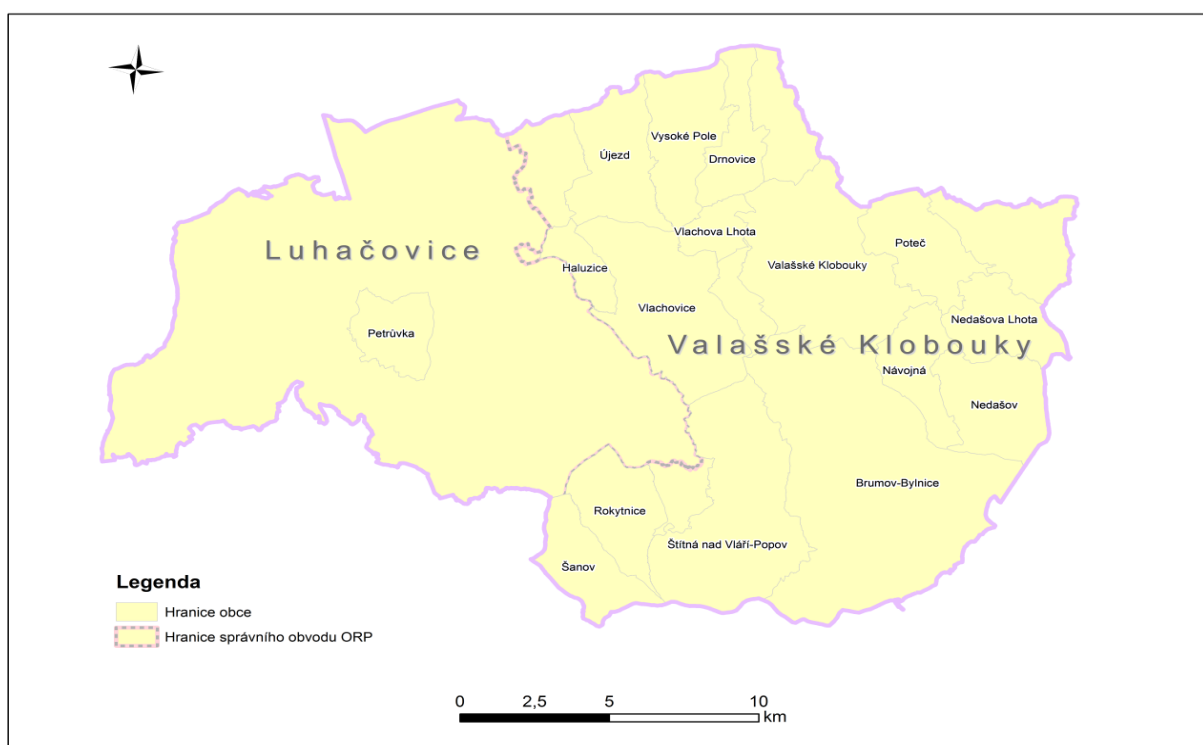 Vysoké Pole
Újezd
Drnovice
Vlachova Lhota
Luhačovice
Poteč
Haluzice
Valašské Klobouky
Vlachovice
Nedašova Lhota
Petrůvka
Valašské Klobouky
Návojná
Nedašov
Brumov-Bylnice
Rokytnice
Štítná nad Vláří-Popov
Šanov
Legenda
Hranice obce
Hranice správního obvodu ORP
0 2,5 5 10
km